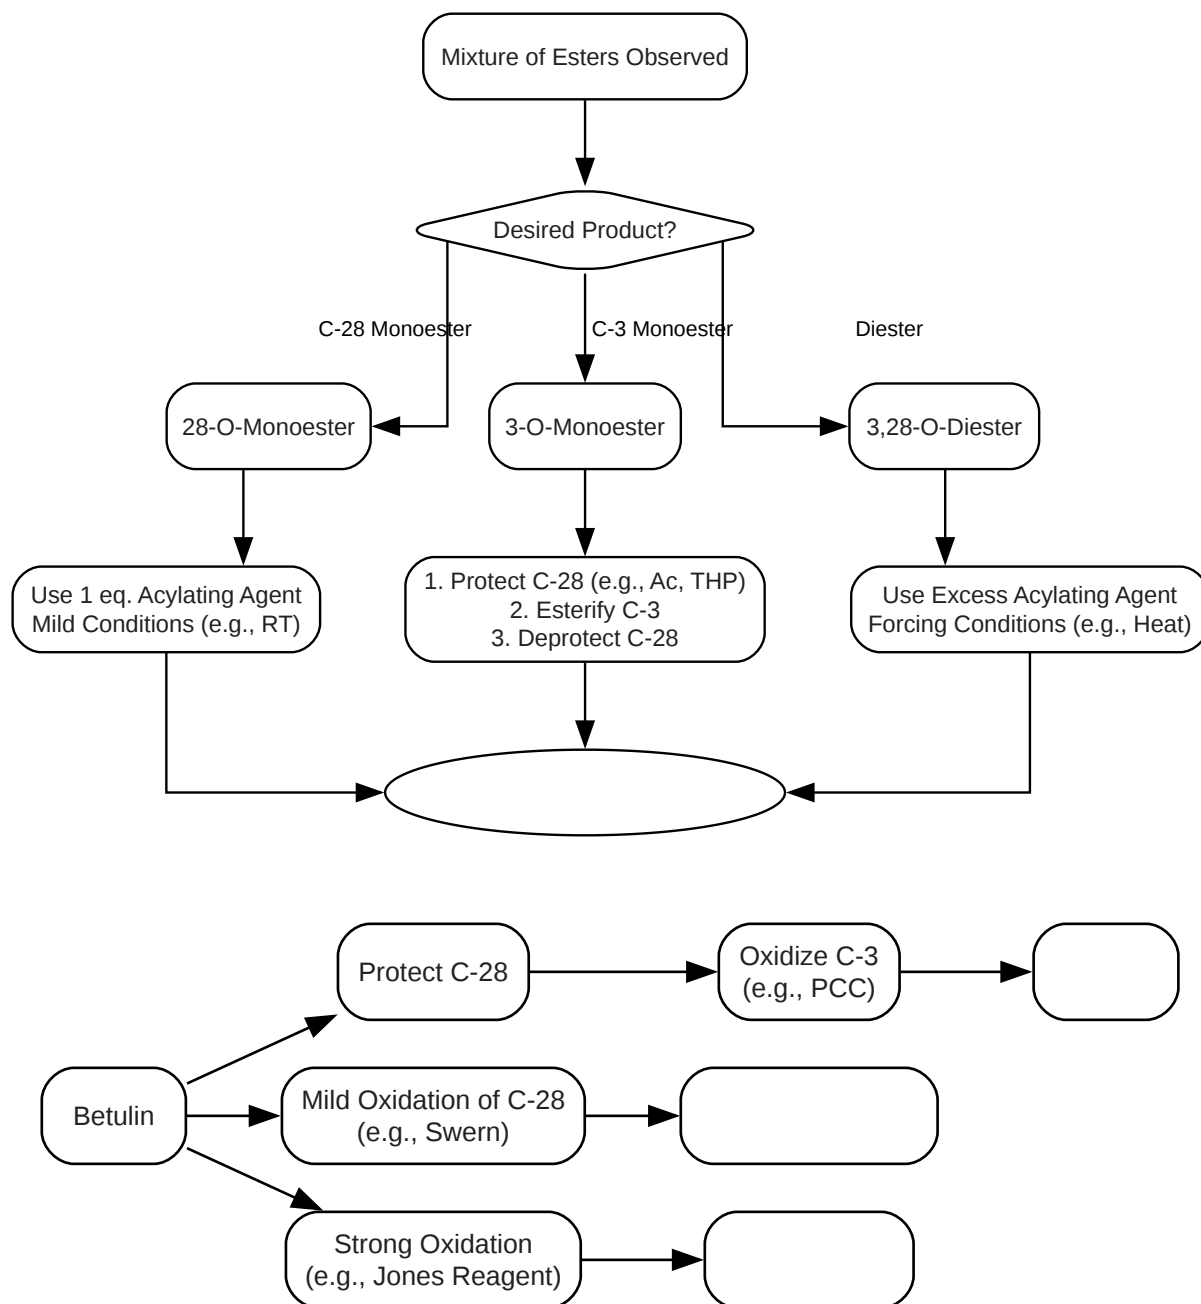 Mixture of Esters Observed
Desired Product?
C-28 Monoester
C-3 Monoester
Diester
28-O-Monoester
3-O-Monoester
3,28-O-Diester
Use 1 eq. Acylating Agent
Mild Conditions (e.g., RT)
1. Protect C-28 (e.g., Ac, THP)
2. Esterify C-3
3. Deprotect C-28
Use Excess Acylating Agent
Forcing Conditions (e.g., Heat)
Protect C-28
Oxidize C-3
(e.g., PCC)
Betulin
Mild Oxidation of C-28
(e.g., Swern)
Strong Oxidation
(e.g., Jones Reagent)